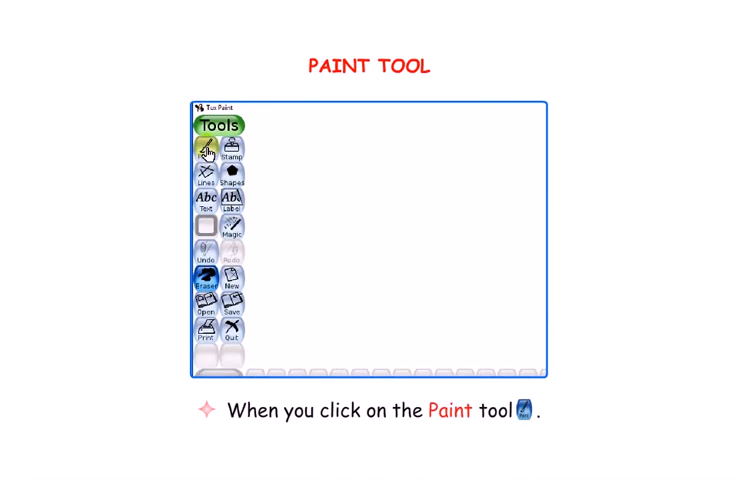 PAINT TOOL
Tux Paint
Tools
Stamp
Lines Shapes
Abc Abc
Text Label
Magic
Undo Redo
Eraser New
Open Save
Print Quit
When you click on the Paint tool .